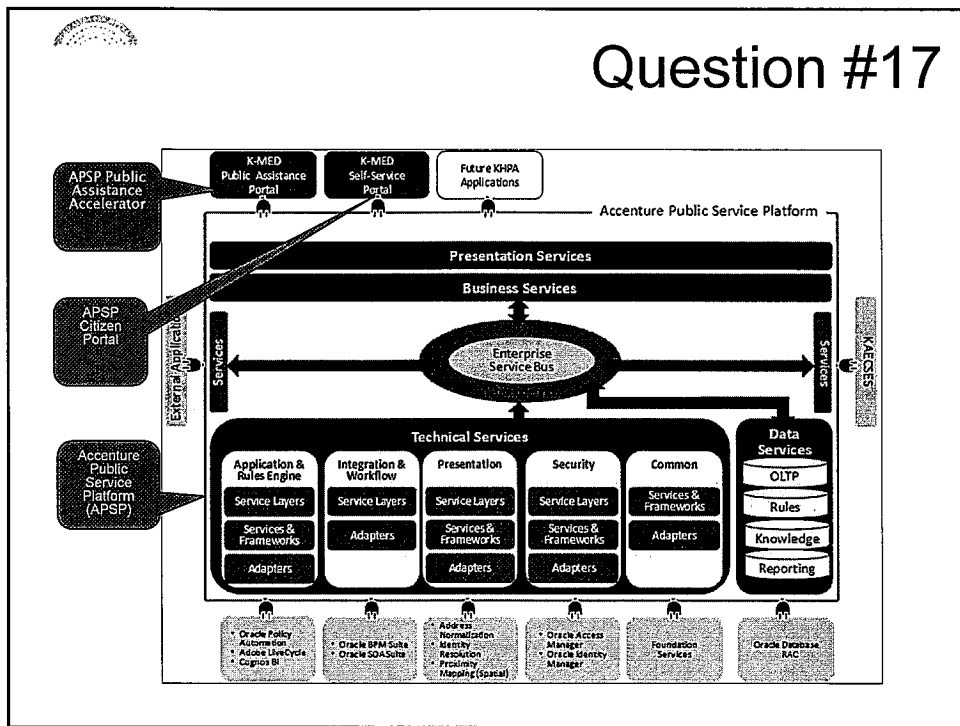 Question #17
K-MED
Public Assistance
Portal
K-MED
Self-Service
Portal
Future KHPA
Applications
APSP Public
Assistance
Accelerator
Accenture Public Service Platform
Presentation Services
Business Services
APSP
Citizen
Portal
External Application
Services
Enterprise
Service Bus
Services
KAECSES
Accenture
Public
Service
Platform
(APSP)
Technical Services
Application &
Rules Engine
Service Layers
Services &
Frameworks
Adapters
Integration &
Workflow
Service Layers
Adapters
Presentation
Service Layers
Services &
Frameworks
Adapters
Security
Service Layers
Services &
Frameworks
Adapters
Common
Services &
Frameworks
Adapters
Data
Services
OLTP
Rules
Knowledge
Reporting
• Oracle Policy
Automation
• Adobe LiveCycle
• Cognos BI
• Oracle BPM Suite
• Oracle SOA Suite
• Address
Normalization
Identity
Resolution
• Proximity
Mapping (Spatial)
• Oracle Access
Manager
• Oracle Identity
Manager
Foundation
Services
Oracle Database
RAC